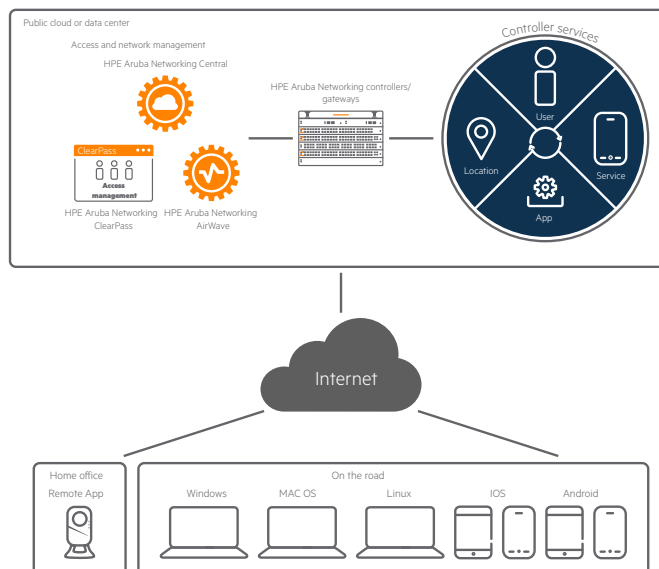 Public cloud or data center
Access and network management
HPE Aruba Networking Central
HPE Aruba Networking controllers/
gateways
Controller services
User
Location
Service
App
ClearPass
Access
management
HPE Aruba Networking
ClearPass
HPE Aruba Networking
AirWave
Internet
Home office
Remote App
On the road
Windows
MAC OS
Linux
IOS
Android